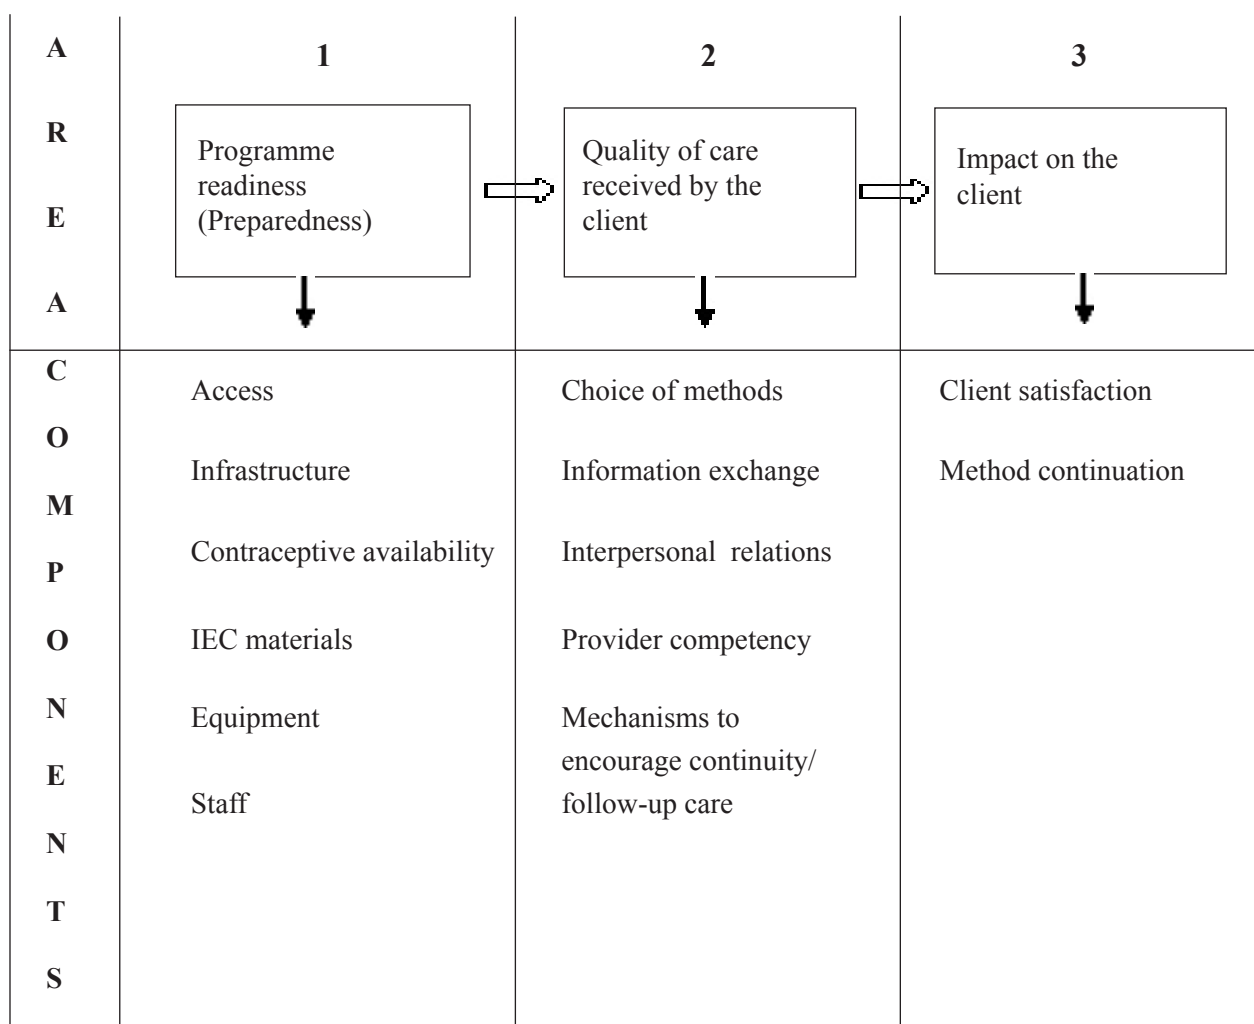 A
R
E
A
1
Programme
readiness
(Preparedness)
2
Quality of care
received by the
client
3
Impact on the
client
C
O
M
P
O
N
E
N
T
S
Access
Infrastructure
Contraceptive availability
IEC materials
Equipment
Staff
Choice of methods
Information exchange
Interpersonal relations
Provider competency
Mechanisms to
encourage continuity/
follow-up care
Client satisfaction
Method continuation